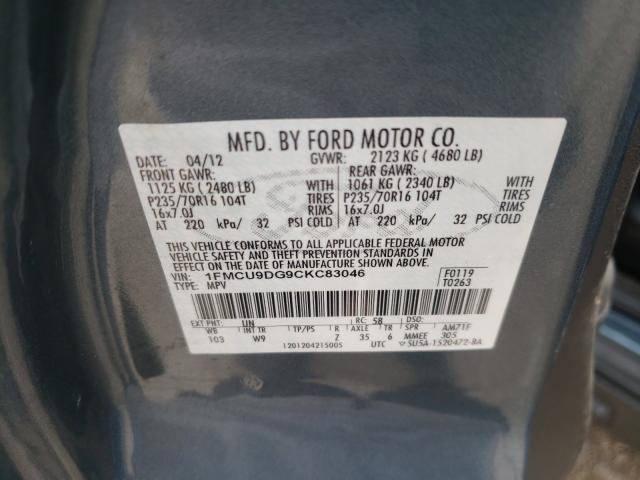 MFD. BY FORD MOTOR CO.
DATE: 04/12 GVWR: 2123 KG ( 4680 LB)
FRONT GAWR: REAR GAWR:
1125 KG ( 2480 LB) WITH 1061 KG ( 2340 LB) WITH
P235/70R16 104T TIRES P235/70R16 104T TIRES
16x7.0J RIMS 16x7.0J RIMS
AT 220 kPa/ 32 PSI COLD AT 220 kPa/ 32 PSI COLD
THIS VEHICLE CONFORMS TO ALL APPLICABLE FEDERAL MOTOR
VEHICLE SAFETY AND THEFT PREVENTION STANDARDS IN
EFFECT ON THE DATE OF MANUFACTURE SHOWN ABOVE.
VIN: 1FMCU9DG9CKC83046 F0119
TYPE: MPV T0263
EXT PNT: UN RC: 58 DSO:
WB INT TR TP/PS R AXLE TR SPR AM71F
103 W9 7 35 6 MMEE 305
1201204215005 UTC SU5A-1520472-BA